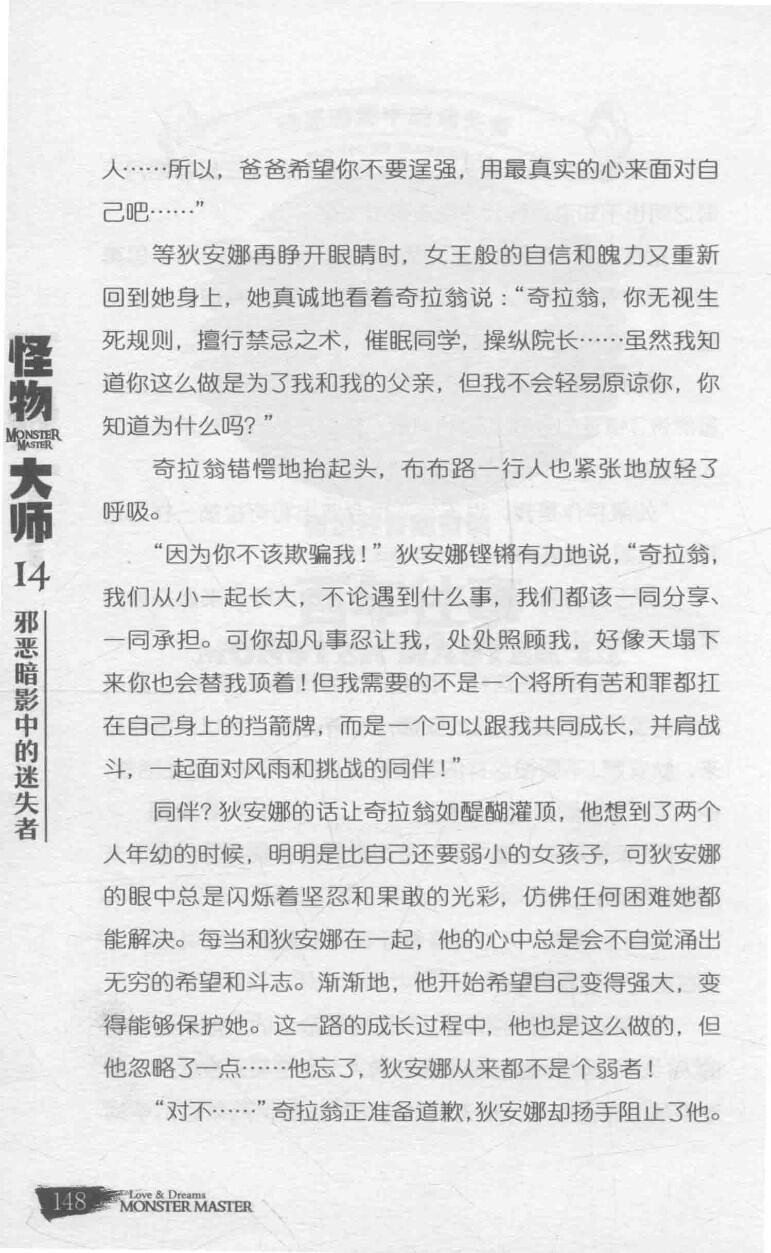 人……所以，爸爸希望你不要逞强，用最真实的心来面对自
己吧……”
等狄安娜再睁开眼睛时，女王般的自信和魄力又重新
回到她身上，她真诚地看着奇拉翁说：“奇拉翁，你无视生
死规则，擅行禁忌之术，催眠同学，操纵院长……虽然我知
道你这么做是为了我和我的父亲，但我不会轻易原谅你，你
知道为什么吗？”
奇拉翁错愕地抬起头，布布路一行人也紧张地放轻了
呼吸。
“因为你不该欺骗我！”狄安娜铿锵有力地说，“奇拉翁，
我们从小一起长大，不论遇到什么事，我们都该一同分享、
一同承担。可你却凡事忍让我，处处照顾我，好像天塌下
来你也会替我顶着！但我需要的不是一个将所有苦和罪都扛
在自己身上的挡箭牌，而是一个可以跟我共同成长，并肩战
斗，一起面对风雨和挑战的同伴！”
同伴？狄安娜的话让奇拉翁如醍醐灌顶，他想到了两个
人年幼的时候，明明是比自己还要弱小的女孩子，可狄安娜
的眼中总是闪烁着坚忍和果敢的光彩，仿佛任何困难她都
能解决。每当和狄安娜在一起，他的心中总是会不自觉涌出
无穷的希望和斗志。渐渐地，他开始希望自己变得强大，变
得能够保护她。这一路的成长过程中，他也是这么做的，但
他忽略了一点……他忘了，狄安娜从来都不是个弱者！
“对不……”奇拉翁正准备道歉，狄安娜却扬手阻止了他。
怪物
MONSTER
MASTER
大师
14
邪恶暗影中的迷失者
148
Love & Dreams
MONSTER MASTER